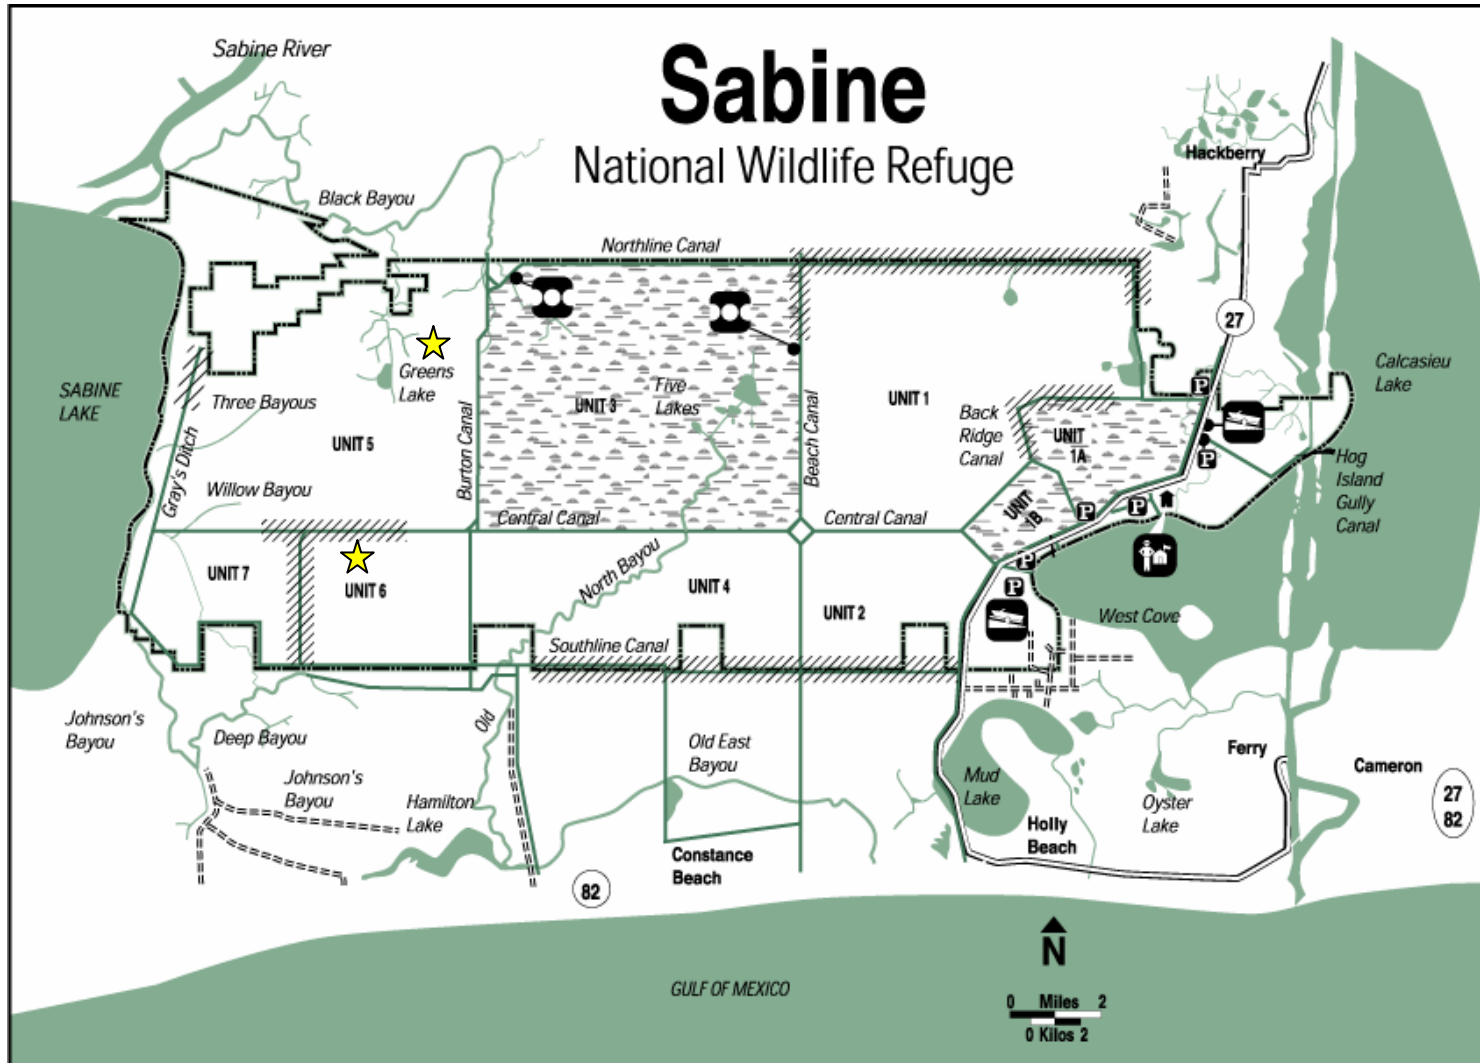 Sabine
National Wildlife Refuge
Sabine River
Hackberry
Black Bayou
Northline Canal
27
SABINE
LAKE
Greens
Lake
Three Bayous
UNIT 5
Gray's Ditch
Willow Bayou
Burton Canal
UNIT 3
Five
Lakes
Beach Canal
UNIT 1
Back
Ridge
Canal
UNIT
1A
UNIT
1B
P
P
P
P
P
P
Calcasieu
Lake
Hog
Island
Gully
Canal
Central Canal
Central Canal
UNIT 7
UNIT 6
North Bayou
UNIT 4
UNIT 2
West Cove
Southline Canal
Johnson's
Bayou
Deep Bayou
Johnson's
Bayou
Old
Hamilton
Lake
Old East
Bayou
Mud
Lake
Holly
Beach
Oyster
Lake
Ferry
Cameron
27
82
Constance
Beach
82
N
GULF OF MEXICO
0 Miles 2
0 Kilos 2